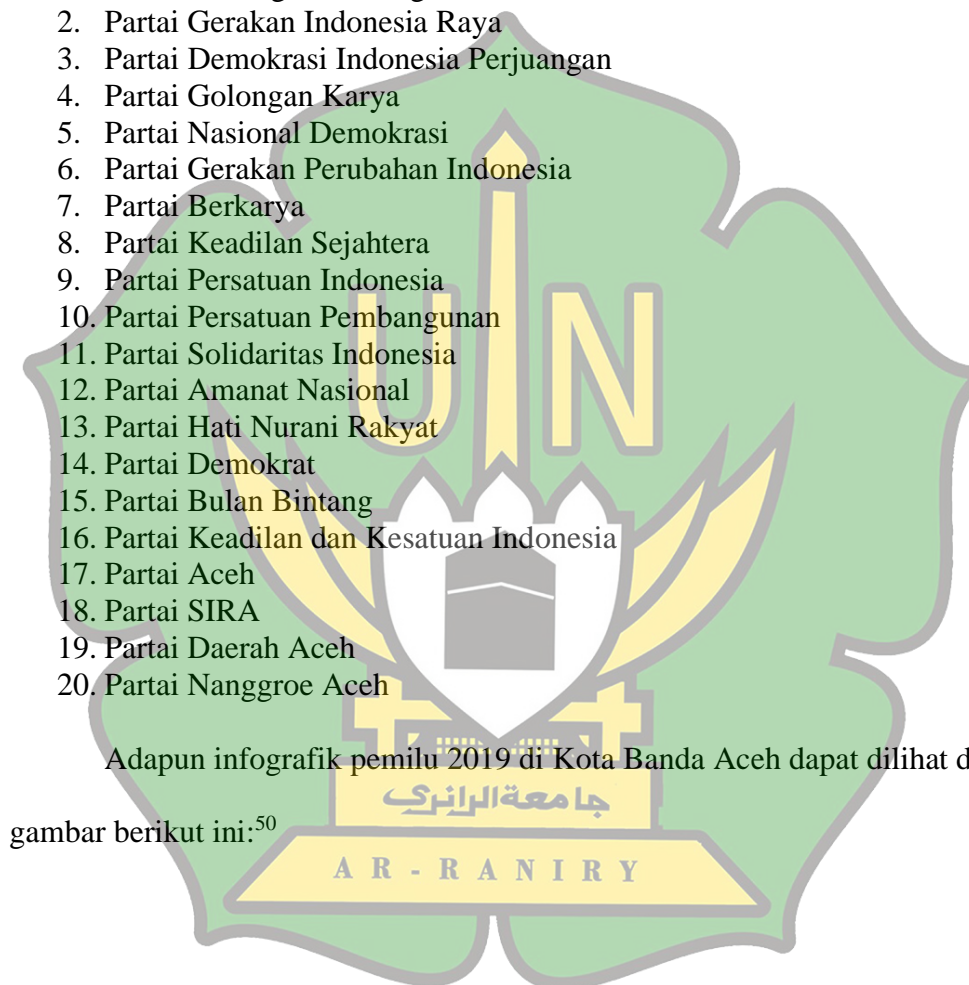 2. Partai Gerakan Indonesia Raya
3. Partai Demokrasi Indonesia Perjuangan
4. Partai Golongan Karya
5. Partai Nasional Demokrasi
6. Partai Gerakan Perubahan Indonesia
7. Partai Berkarya
8. Partai Keadilan Sejahtera
9. Partai Persatuan Indonesia
10. Partai Persatuan Pembangunan
11. Partai Solidaritas Indonesia
12. Partai Amanat Nasional
13. Partai Hati Nurani Rakyat
14. Partai Demokrat
15. Partai Bulan Bintang
16. Partai Keadilan dan Kesatuan Indonesia
17. Partai Aceh
18. Partai SIRA
19. Partai Daerah Aceh
20. Partai Nanggroe Aceh
Adapun infografik pemilu 2019 di Kota Banda Aceh dapat dilihat d
gambar berikut ini:50
UIN
جامعة الرانري
AR-RANIRY